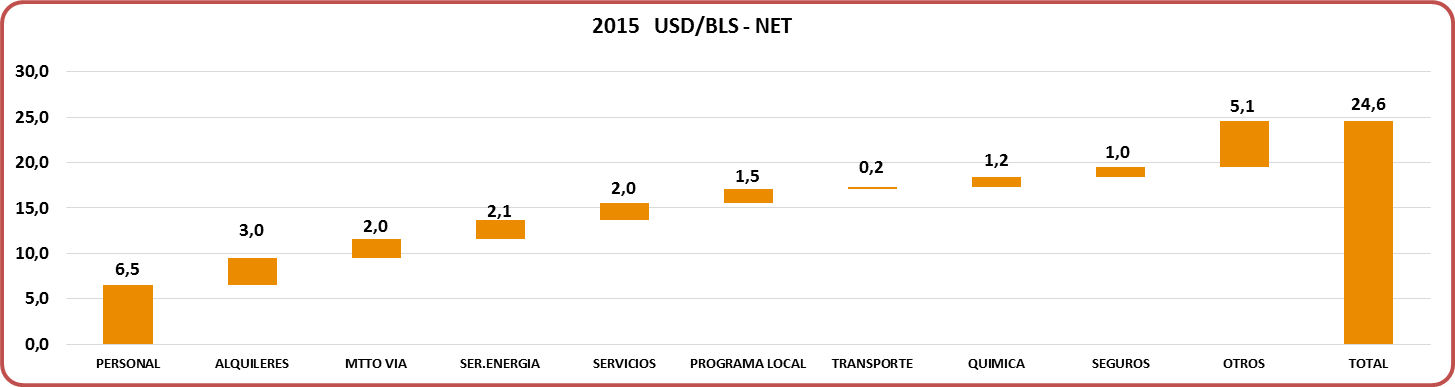 2015 USD/BLS - NET
30,0
25,0
20,0
15,0
10,0
5,0
0,0
6,5
3,0
2,0
2,1
2,0
1,5
0,2
1,2
1,0
5,1
24,6
PERSONAL
ALQUILERES
MTTO VIA
SER.ENERGIA
SERVICIOS
PROGRAMA LOCAL
TRANSPORTE
QUIMICA
SEGUROS
OTROS
TOTAL